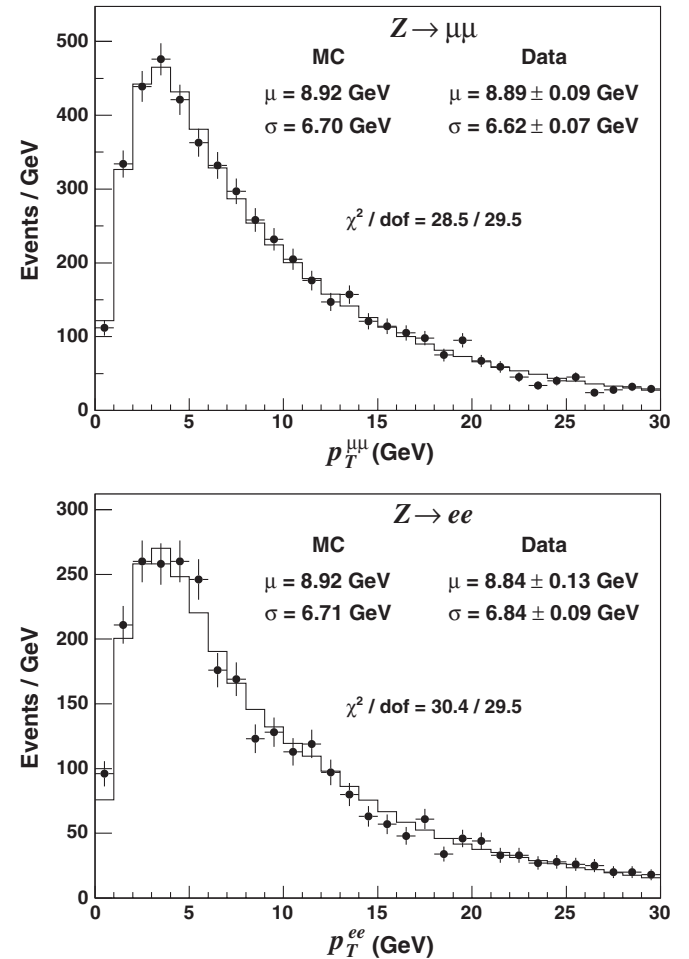 Z → μμ
MC Data
μ = 8.92 GeV μ = 8.89 ± 0.09 GeV
σ = 6.70 GeV σ = 6.62 ± 0.07 GeV
χ² / dof = 28.5 / 29.5
Events / GeV
500
400
300
200
100
0
0 5 10 15 20 25 30
p_T^μμ (GeV)
Z → ee
MC Data
μ = 8.92 GeV μ = 8.84 ± 0.13 GeV
σ = 6.71 GeV σ = 6.84 ± 0.09 GeV
χ² / dof = 30.4 / 29.5
Events / GeV
300
250
200
150
100
50
0
0 5 10 15 20 25 30
p_T^ee (GeV)